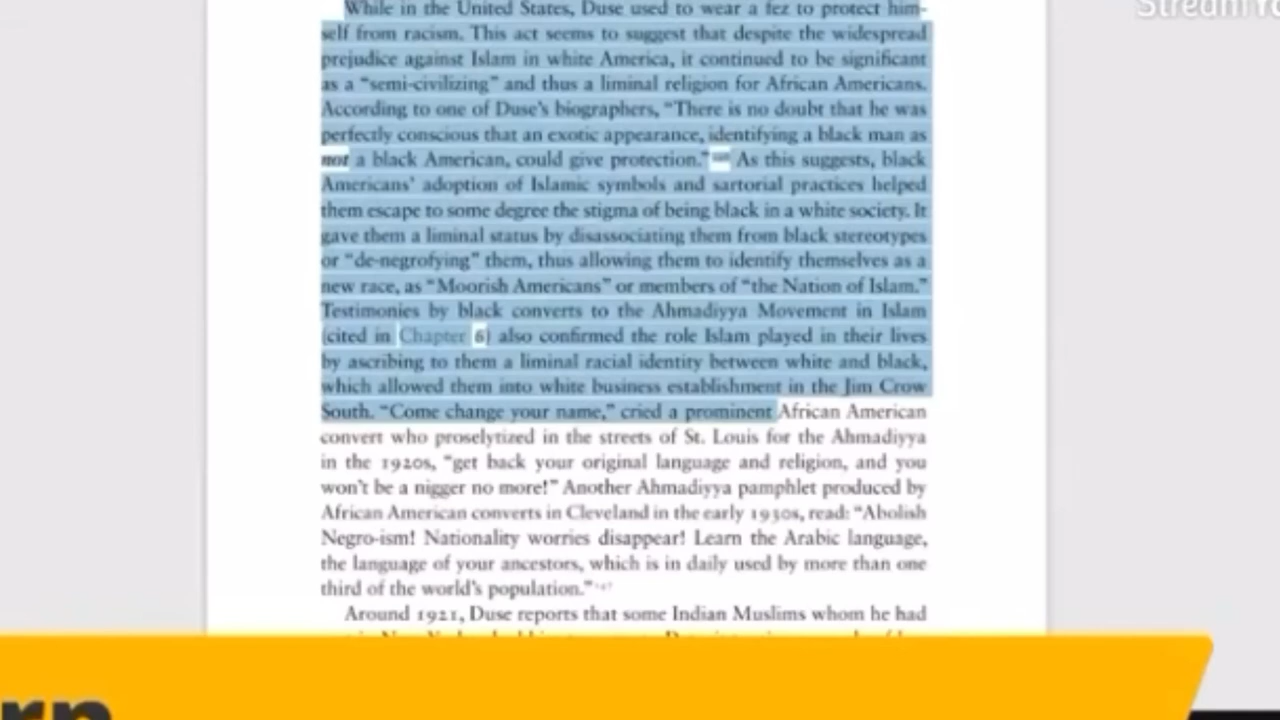 StreamYa
While in the United States, Duse used to wear a fez to protect him-
self from racism. This act seems to suggest that despite the widespread
prejudice against Islam in white America, it continued to be significant
as a “semi-civilizing” and thus a liminal religion for African Americans.
According to one of Duse’s biographers, “There is no doubt that he was
perfectly conscious that an exotic appearance, identifying a black man as
not a black American, could give protection.” As this suggests, black
Americans’ adoption of Islamic symbols and sartorial practices helped
them escape to some degree the stigma of being black in a white society. It
gave them a liminal status by disassociating them from black stereotypes
or “de-negrofying” them, thus allowing them to identify themselves as a
new race, as “Moorish Americans” or members of “the Nation of Islam.”
Testimonies by black converts to the Ahmadiyya Movement in Islam
(cited in Chapter 6) also confirmed the role Islam played in their lives
by ascribing to them a liminal racial identity between white and black,
which allowed them into white business establishment in the Jim Crow
South. “Come change your name,” cried a prominent African American
convert who proselytized in the streets of St. Louis for the Ahmadiyya
in the 1920s, “get back your original language and religion, and you
won’t be a nigger no more!” Another Ahmadiyya pamphlet produced by
African American converts in Cleveland in the early 1930s, read: “Abolish
Negro-ism! Nationality worries disappear! Learn the Arabic language,
the language of your ancestors, which is in daily used by more than one
third of the world’s population.”
Around 1921, Duse reports that some Indian Muslims whom he had
rn